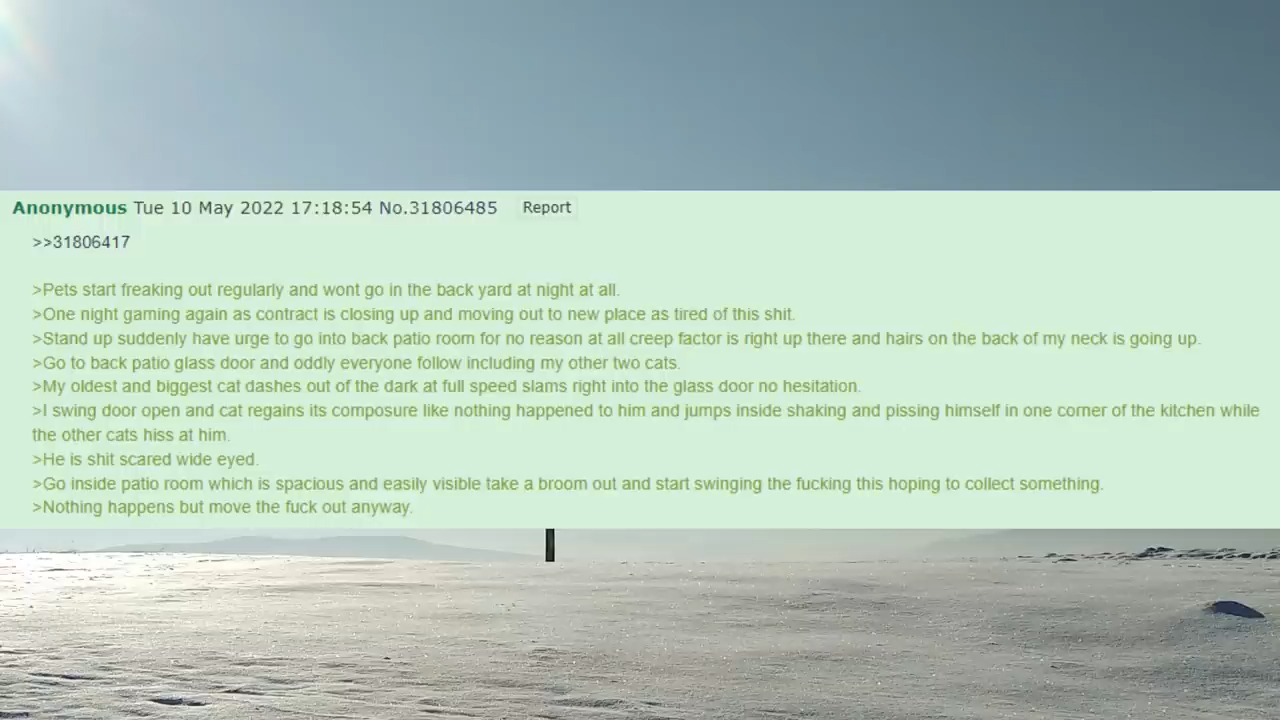 Anonymous Tue 10 May 2022 17:18:54 No.31806485 Report
>>31806417
>Pets start freaking out regularly and wont go in the back yard at night at all.
>One night gaming again as contract is closing up and moving out to new place as tired of this shit.
>Stand up suddenly have urge to go into back patio room for no reason at all creep factor is right up there and hairs on the back of my neck is going up.
>Go to back patio glass door and oddly everyone follow including my other two cats.
>My oldest and biggest cat dashes out of the dark at full speed slams right into the glass door no hesitation.
>I swing door open and cat regains its composure like nothing happened to him and jumps inside shaking and pissing himself in one corner of the kitchen while
the other cats hiss at him.
>He is shit scared wide eyed.
>Go inside patio room which is spacious and easily visible take a broom out and start swinging the fucking this hoping to collect something.
>Nothing happens but move the fuck out anyway.